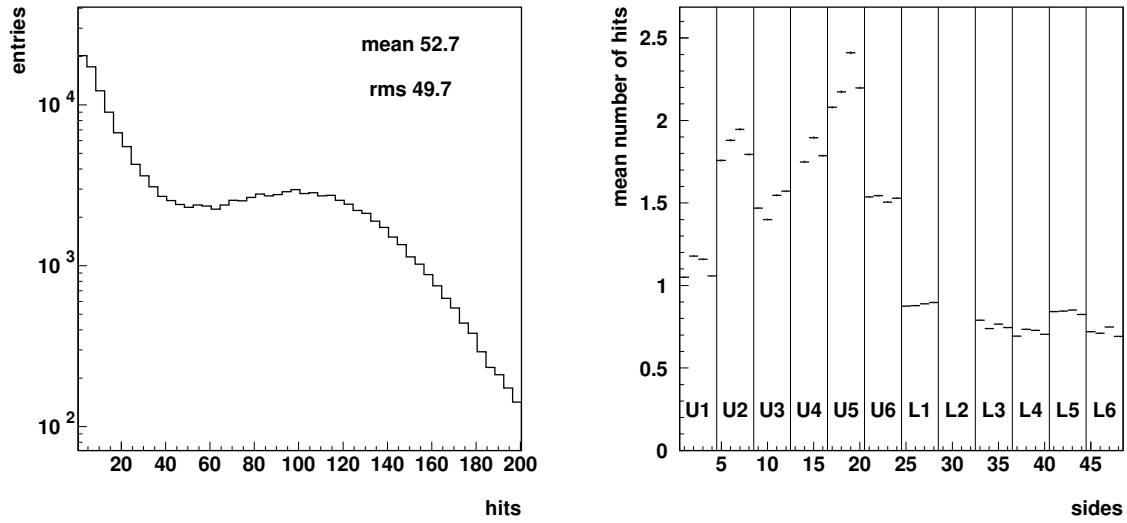 entries
mean 52.7
rms 49.7
10 4
10 3
10 2
20 40 60 80 100 120 140 160 180 200
hits
mean number of hits
2.5
2
1.5
1
0.5
0
U1 U2 U3 U4 U5 U6 L1 L2 L3 L4 L5 L6
5 10 15 20 25 30 35 40 45
sides